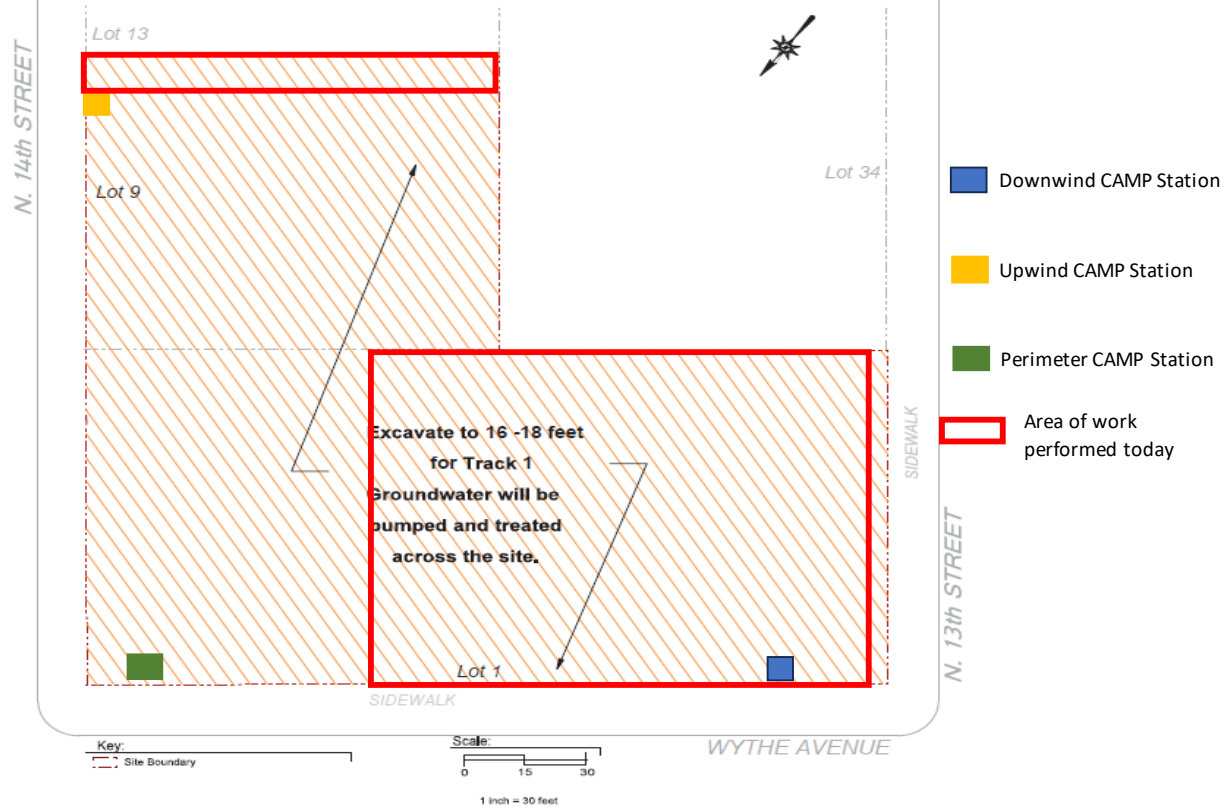 Lot 13
N. 14th STREET
Lot 9
Lot 34
Downwind CAMP Station
Upwind CAMP Station
Perimeter CAMP Station
Area of work
performed today
Excavate to 16 -18 feet
for Track 1
Groundwater will be
pumped and treated
across the site.
SIDEWALK
N. 13th STREET
Lot 1
SIDEWALK
WYTHE AVENUE
Key:
Site Boundary
Scale:
0 15 30
1 inch = 30 feet